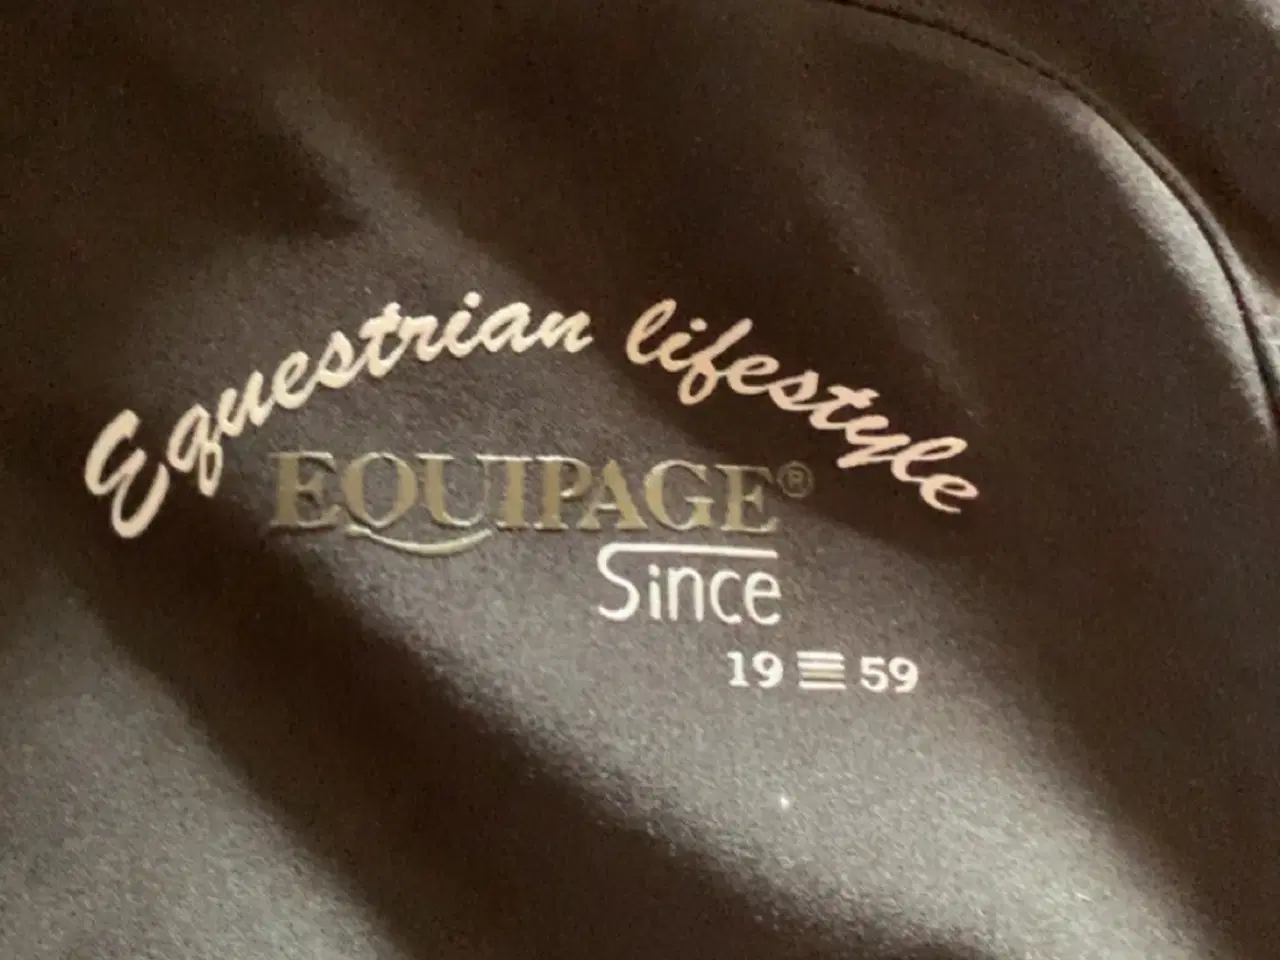 Equestrian lifestyle
EQUIPAGE®
Since
19 59